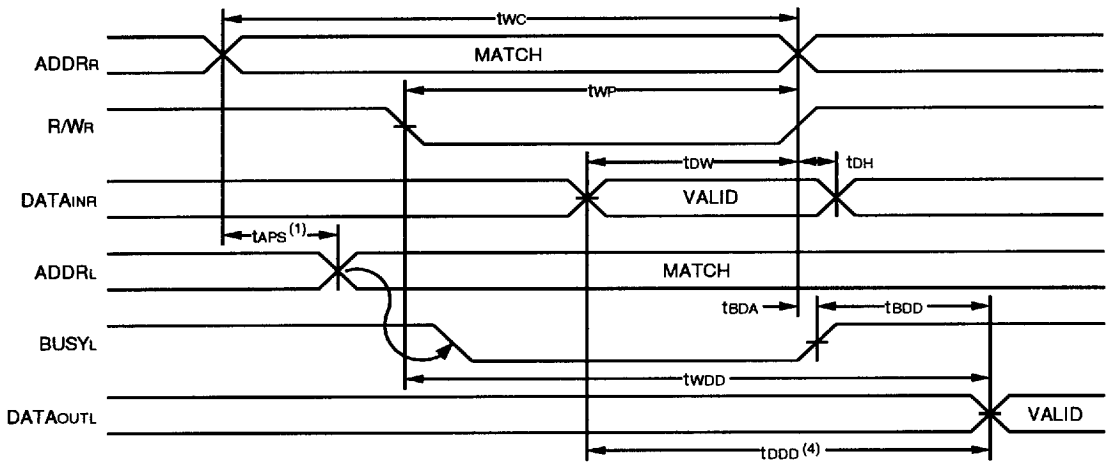 tWC
ADDRR
MATCH
tWP
R/WR
tDW
tDH
DATAINR
VALID
tAPS(1)
ADDRL
MATCH
tBDA
tBDD
BUSYL
tWDD
DATAOUTL
VALID
tDDD(4)